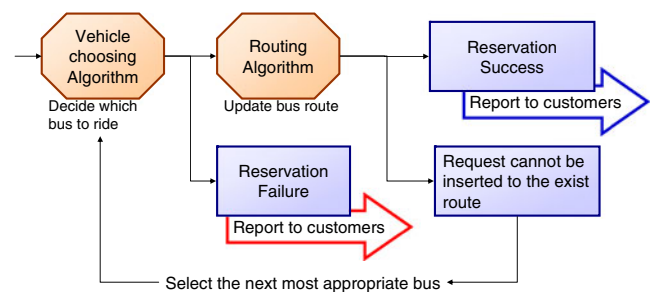 Vehicle
choosing
Algorithm
Decide which
bus to ride
Routing
Algorithm
Update bus route
Reservation
Success
Report to customers
Reservation
Failure
Report to customers
Request cannot be
inserted to the exist
route
Select the next most appropriate bus